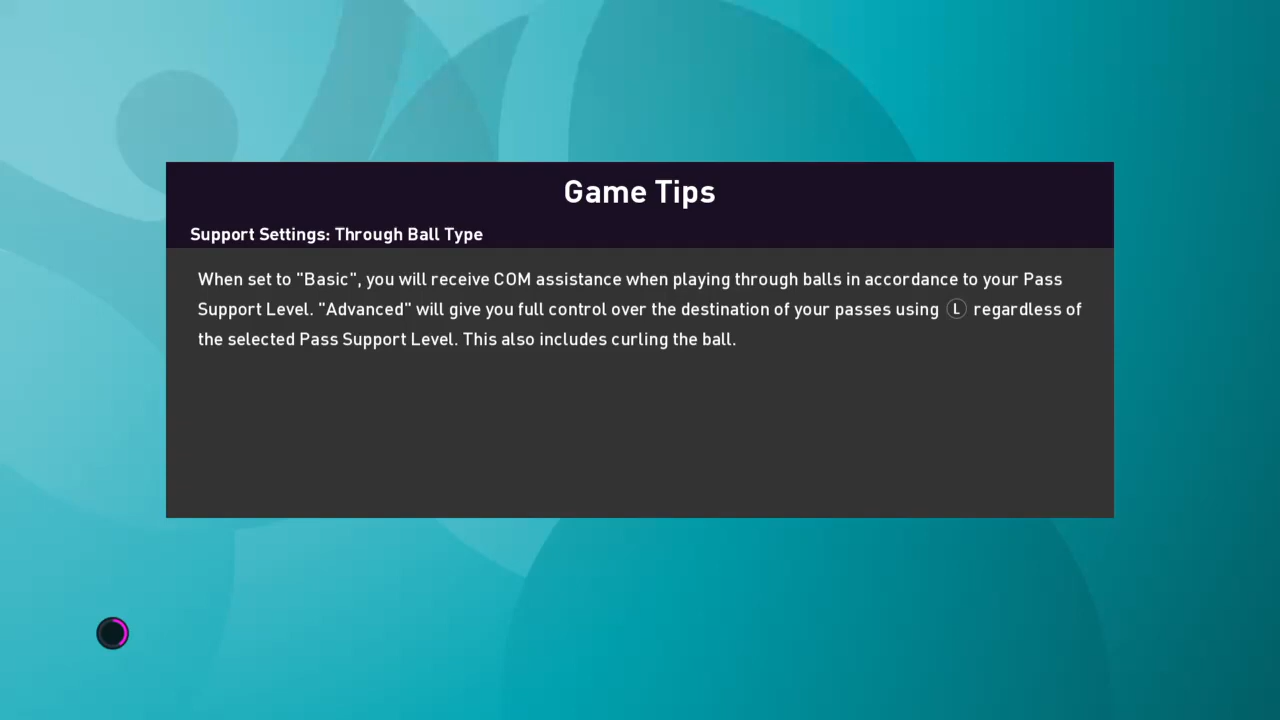 Game Tips
Support Settings: Through Ball Type
When set to "Basic", you will receive COM assistance when playing through balls in accordance to your Pass
Support Level. "Advanced" will give you full control over the destination of your passes using L regardless of
the selected Pass Support Level. This also includes curling the ball.